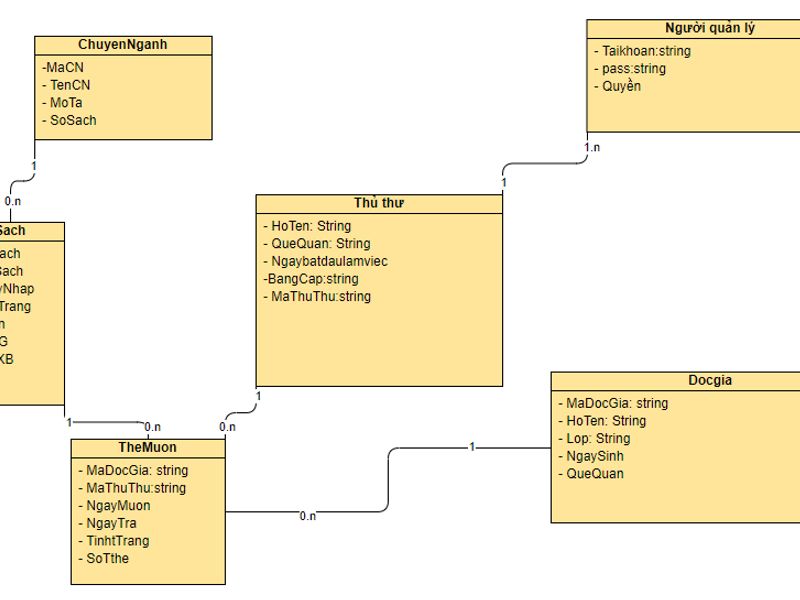 ChuyenNganh
-MaCN
- TenCN
- MoTa
- SoSach
1
0.n
Sach
ach
Sach
yNhap
Trang
n
G
KB
1
0.n
TheMuon
- MaDocGia: string
- MaThuThu:string
- NgayMuon
- NgayTra
- TinhtTrang
- SoTthe
Thủ thư
- HoTen: String
- QueQuan: String
- Ngaybatdaulamviec
-BangCap:string
- MaThuThu:string
1
0.n
1
1.n
Người quản lý
- Taikhoan:string
- pass:string
- Quyền
Docgia
- MaDocGia: string
- HoTen: String
- Lop: String
- NgaySinh
- QueQuan
1
0.n